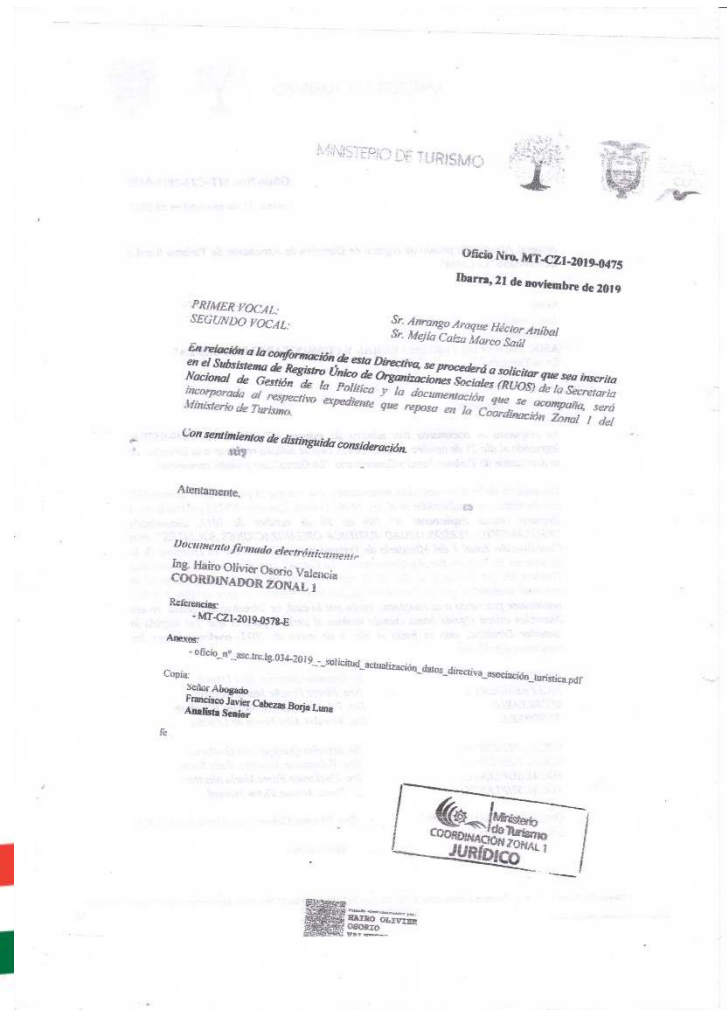 MINISTERIO DE TURISMO
Oficio Nro. MT-CZ1-2019-0475
Ibarra, 21 de noviembre de 2019
PRIMER VOCAL: Sr. Anrango Araque Héctor Aníbal
SEGUNDO VOCAL: Sr. Mejía Caiza Marco Saúl
En relación a la conformación de esta Directiva, se procederá a solicitar que sea inscrita
en el Subsistema de Registro Único de Organizaciones Sociales (RUOS) de la Secretaria
Nacional de Gestión de la Política y la documentación que se acompaña, será
incorporada al respectivo expediente que reposa en la Coordinación Zonal 1 del
Ministerio de Turismo.
Con sentimientos de distinguida consideración.
Atentamente,
Documento firmado electrónicamente
Ing. Hairo Olivier Osorio Valencia
COORDINADOR ZONAL 1
Referencias:
- MT-CZ1-2019-0578-E
Anexos:
- oficio_nº_asc.trc.lg.034-2019_-_solicitud_actualización_datos_directiva_asociación_turística.pdf
Copia:
Señor Abogado
Francisco Javier Cabezas Borja Luna
Analista Senior
fc
Ministerio
de Turismo
COORDINACIÓN ZONAL 1
JURÍDICO
HAIRO OLIVIER
OSORIO